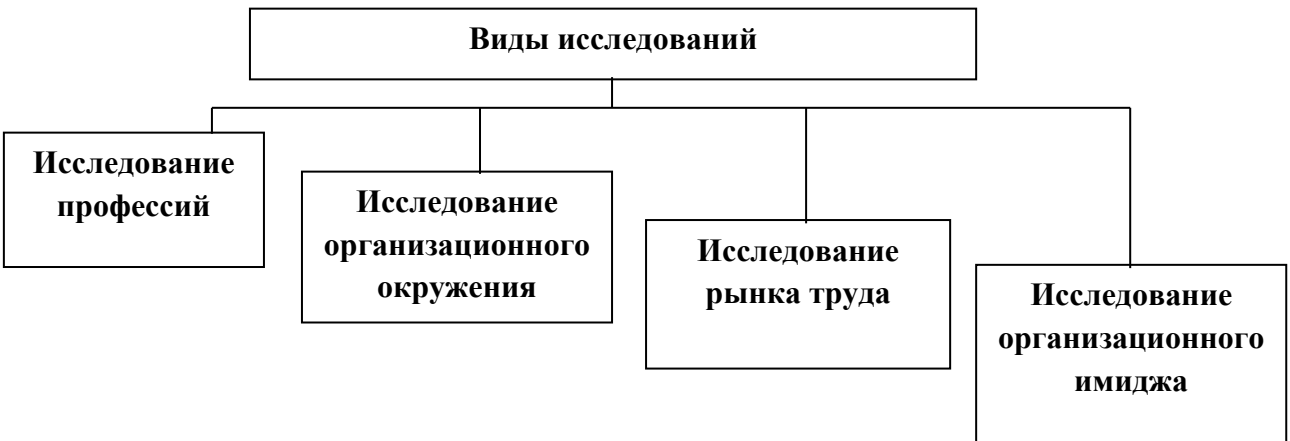 Виды исследований
Исследование
профессий
Исследование
организационного
окружения
Исследование
рынка труда
Исследование
организационного
имиджа